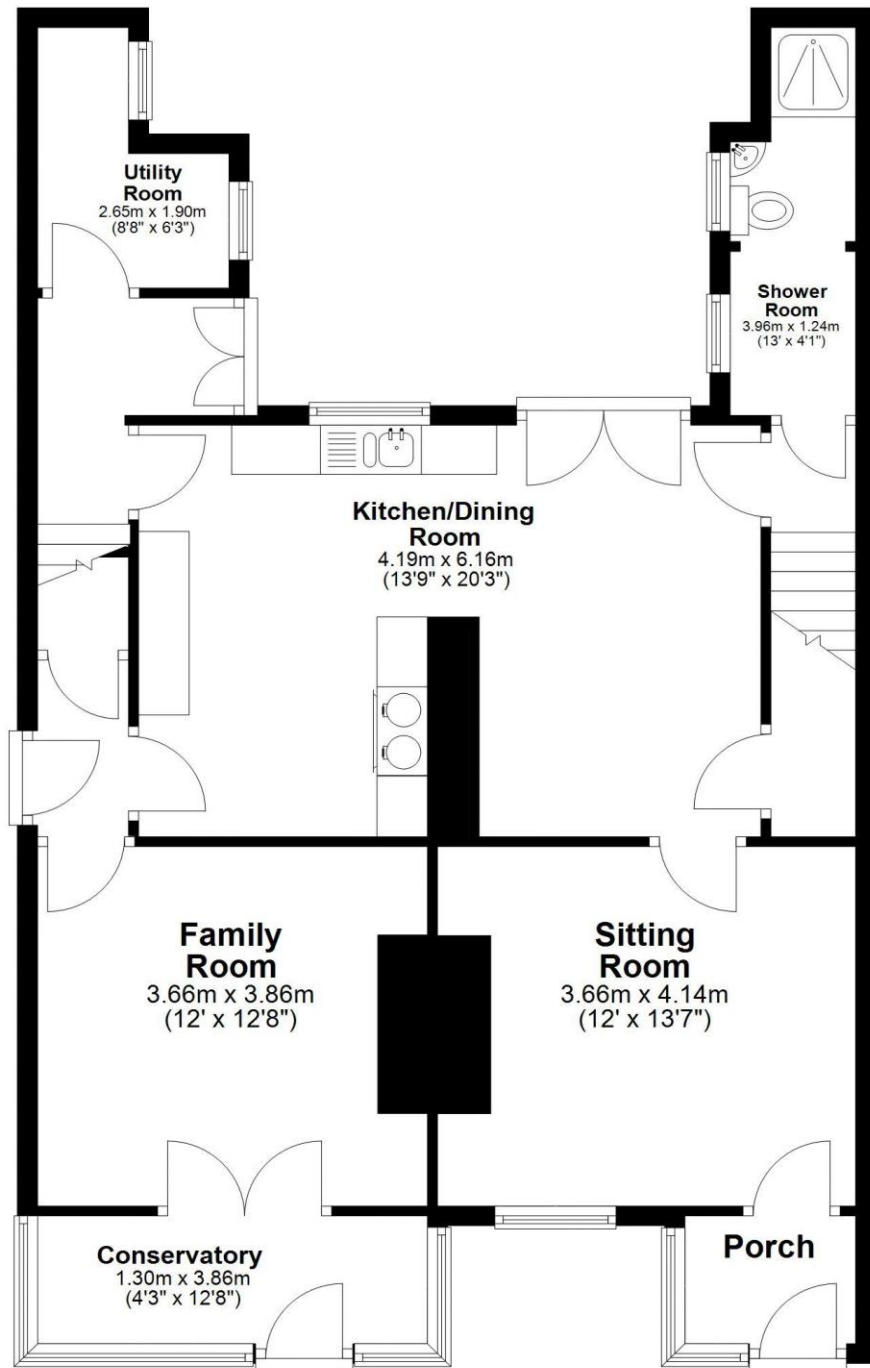 Utility
Room
2.65m x 1.90m
(8'8" x 6'3")
Shower
Room
3.96m x 1.24m
(13' x 4'1")
Kitchen/Dining
Room
4.19m x 6.16m
(13'9" x 20'3")
Family
Room
3.66m x 3.86m
(12' x 12'8")
Sitting
Room
3.66m x 4.14m
(12' x 13'7")
Conservatory
1.30m x 3.86m
(4'3" x 12'8")
Porch